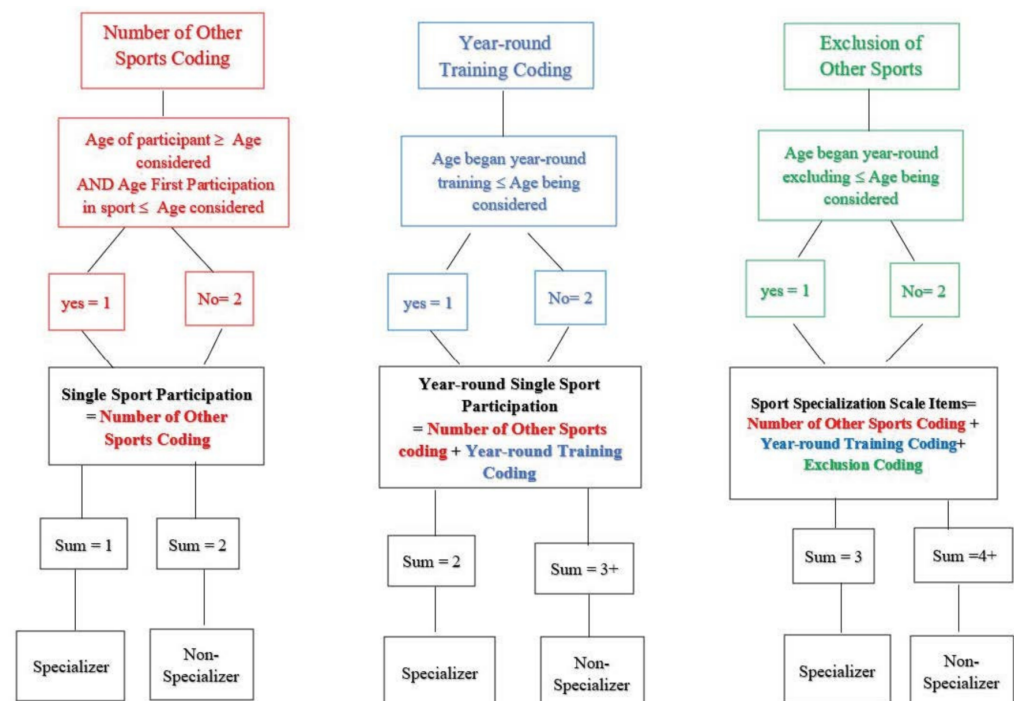 Number of Other
Sports Coding
Age of participant ≥ Age
considered
AND Age First Participation
in sport ≤ Age considered
yes = 1
No= 2
Single Sport Participation
= Number of Other
Sports Coding
Sum = 1
Sum = 2
Specializer
Non-
Specializer
Year-round
Training Coding
Age began year-round
training ≤ Age being
considered
yes = 1
No= 2
Year-round Single Sport
Participation
= Number of Other Sports
coding + Year-round Training
Coding
Sum = 2
Sum = 3+
Specializer
Non-
Specializer
Exclusion of
Other Sports
Age began year-round
excluding ≤ Age being
considered
yes = 1
No= 2
Sport Specialization Scale Items=
Number of Other Sports Coding +
Year-round Training Coding+
Exclusion Coding
Sum = 3
Sum =4+
Specializer
Non-
Specializer